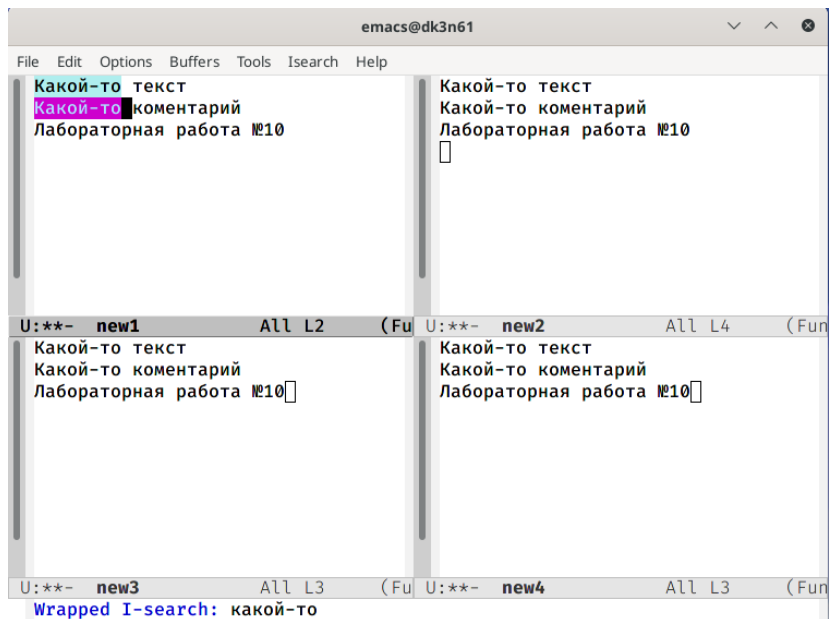 emacs@dk3n61
File Edit Options Buffers Tools Isearch Help
Какой-то текст
Какой-то коментарий
Лабораторная работа №10
U:**- new1 All L2 (Fu
Какой-то текст
Какой-то коментарий
Лабораторная работа №10
U:**- new2 All L4 (Fun
Какой-то текст
Какой-то коментарий
Лабораторная работа №10
U:**- new3 All L3 (Fu
Какой-то текст
Какой-то коментарий
Лабораторная работа №10
U:**- new4 All L3 (Fun
Wrapped I-search: какой-то